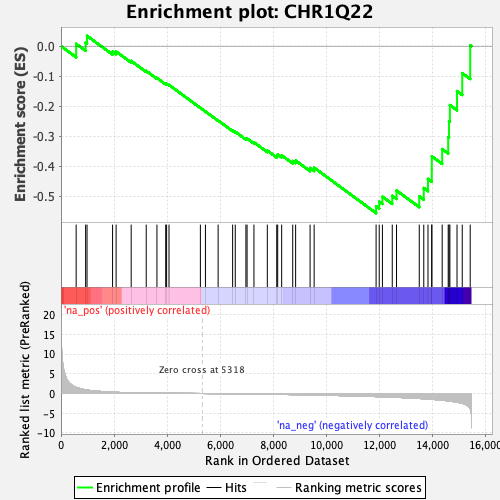 Enrichment plot: CHR1Q22
Enrichment score (ES)
0.0
-0.1
-0.2
-0.3
-0.4
-0.5
'na_pos' (positively correlated)
Ranked list metric (PreRanked)
20
15
10
5
0
-5
-10
Zero cross at 5318
'na_neg' (negatively correlated)
0
2,000
4,000
6,000
8,000
10,000
12,000
14,000
16,000
Rank in Ordered Dataset
Enrichment profile
Hits
Ranking metric scores